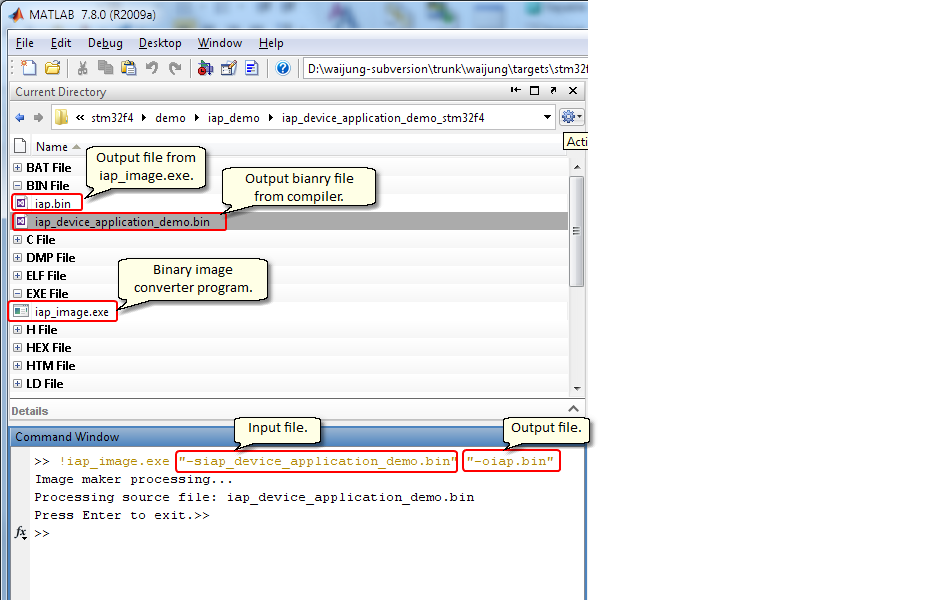 MATLAB 7.8.0 (R2009a)
File Edit Debug Desktop Window Help
D:\waijung-subversion\trunk\waijung\targets\stm32f
Current Directory
« stm32f4 demo iap_demo iap_device_application_demo_stm32f4
Acti
Name
Output file from
iap_image.exe.
BAT File
BIN File
Output bianry file
from compiler.
iap.bin
iap_device_application_demo.bin
C File
DMP File
ELF File
Binary image
converter program.
EXE File
iap_image.exe
H File
HEX File
HTM File
LD File
Details
Input file.
Output file.
Command Window
>> !iap_image.exe "-siap_device_application_demo.bin" "-oiap.bin"
Image maker processing...
Processing source file: iap_device_application_demo.bin
Press Enter to exit.>>
fx >>